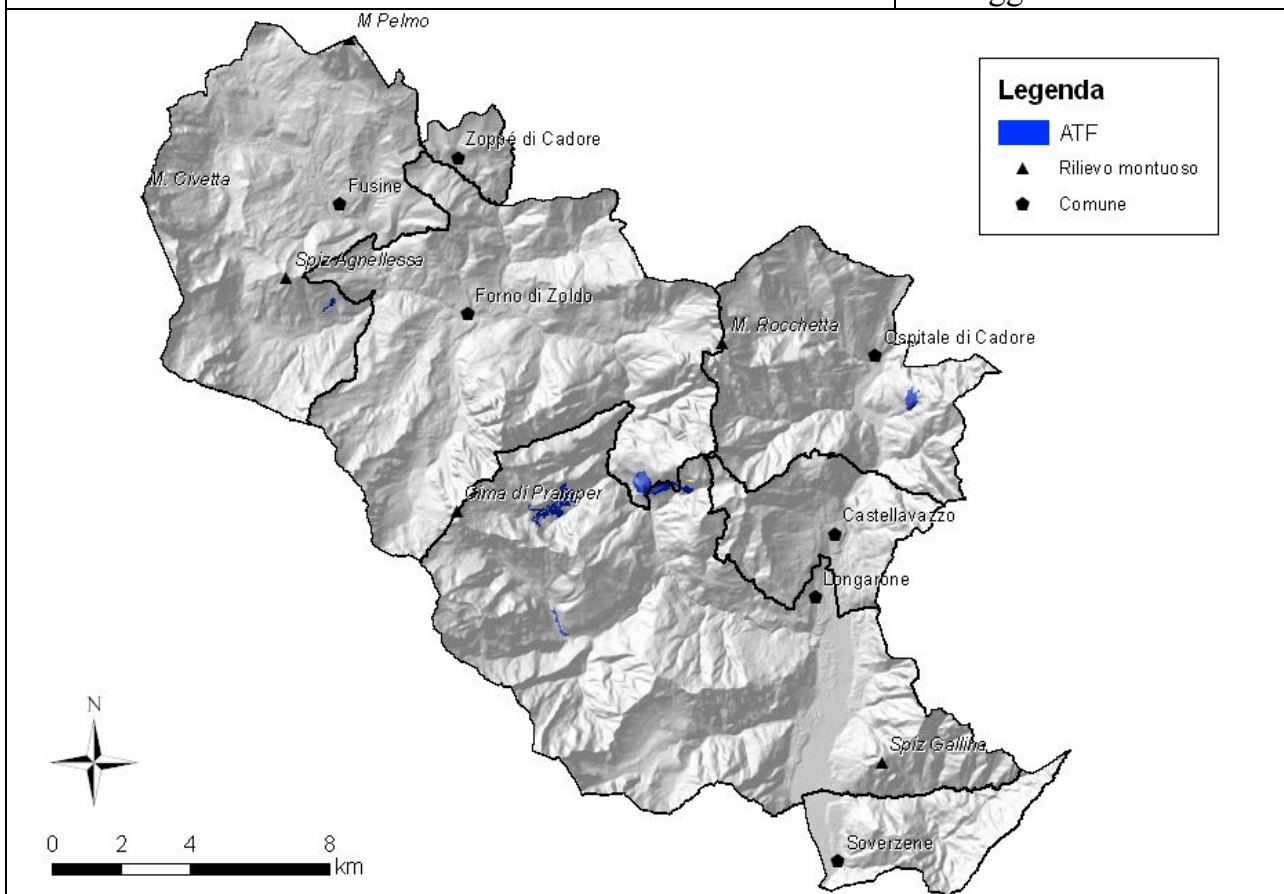 M Pelmo
Legenda
ATF
Rilievo montuoso
Comune
Zoppé di Cadore
M. Civetta
Fusine
Spiz Agnellessa
Forno di Zoldo
M. Rocchetta
Ospitale di Cadore
Cima di Pramper
Castellavazzo
Longarone
N
Spiz Gallina
0 2 4 8
km
Soverzene